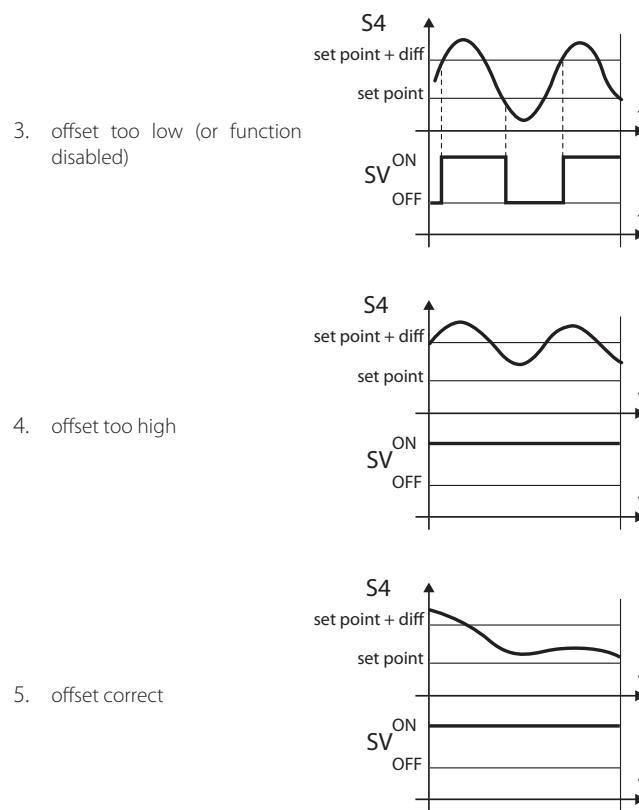 S4
set point + diff
set point
3. offset too low (or function
disabled)
ON
SV
OFF
S4
set point + diff
set point
4. offset too high
ON
SV
OFF
S4
set point + diff
set point
5. offset correct
ON
SV
OFF